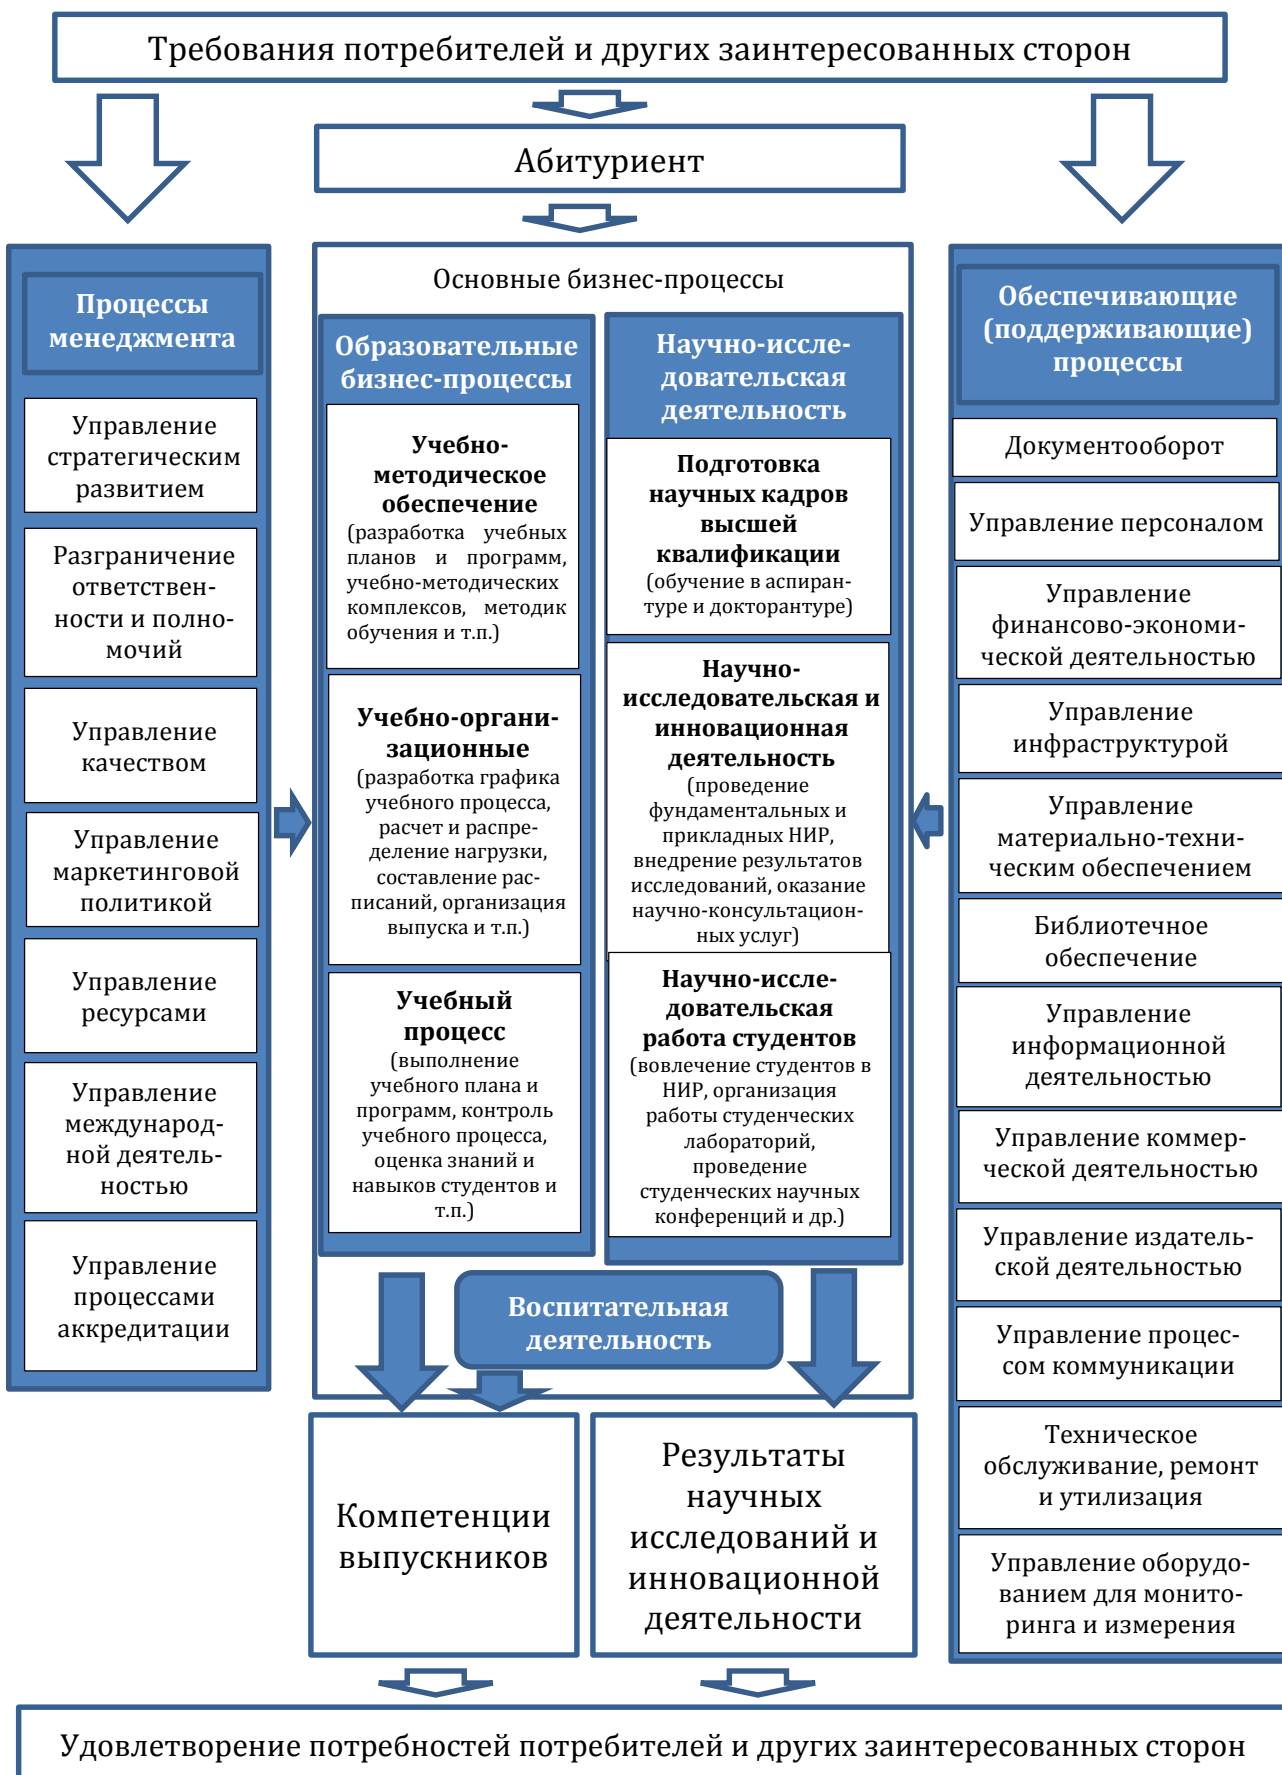 Требования потребителей и других заинтересованных сторон
Абитуриент
Процессы
менеджмента
Управление
стратегическим
развитием
Разграничение
ответствен-
ности и полно-
мочий
Управление
качеством
Управление
маркетинговой
политикой
Управление
ресурсами
Управление
международ-
ной деятель-
ностью
Управление
процессами
аккредитации
Основные бизнес-процессы
Образовательные
бизнес-процессы
Учебно-
методическое
обеспечение
(разработка учебных
планов и программ,
учебно-методических
комплексов, методик
обучения и т.п.)
Учебно-органи-
зационные
(разработка графика
учебного процесса,
расчет и распре-
деление нагрузки,
составление рас-
писаний, организация
выпуска и т.п.)
Учебный
процесс
(выполнение
учебного плана и
программ, контроль
учебного процесса,
оценка знаний и
навыков студентов и
т.п.)
Научно-иссле-
довательская
деятельность
Подготовка
научных кадров
высшей
квалификации
(обучение в аспиран-
туре и докторантуре)
Научно-
исследовательская и
инновационная
деятельность
(проведение
фундаментальных и
прикладных НИР,
внедрение результатов
исследований, оказание
научно-консультацион-
ных услуг)
Научно-иссле-
довательская
работа студентов
(вовлечение студентов в
НИР, организация
работы студенческих
лабораторий,
проведение
студенческих научных
конференций и др.)
Воспитательная
деятельность
Обеспечивающие
(поддерживающие)
процессы
Документооборот
Управление персоналом
Управление
финансово-экономи-
ческой деятельностью
Управление
инфраструктурой
Управление
материально-техни-
ческим обеспечением
Библиотечное
обеспечение
Управление
информационной
деятельностью
Управление коммер-
ческой деятельностью
Управление издатель-
ской деятельностью
Управление процес-
сом коммуникации
Техническое
обслуживание, ремонт
и утилизация
Управление оборудо-
ванием для монито-
ринга и измерения
Компетенции
выпускников
Результаты
научных
исследований и
инновационной
деятельности
Удовлетворение потребностей потребителей и других заинтересованных сторон